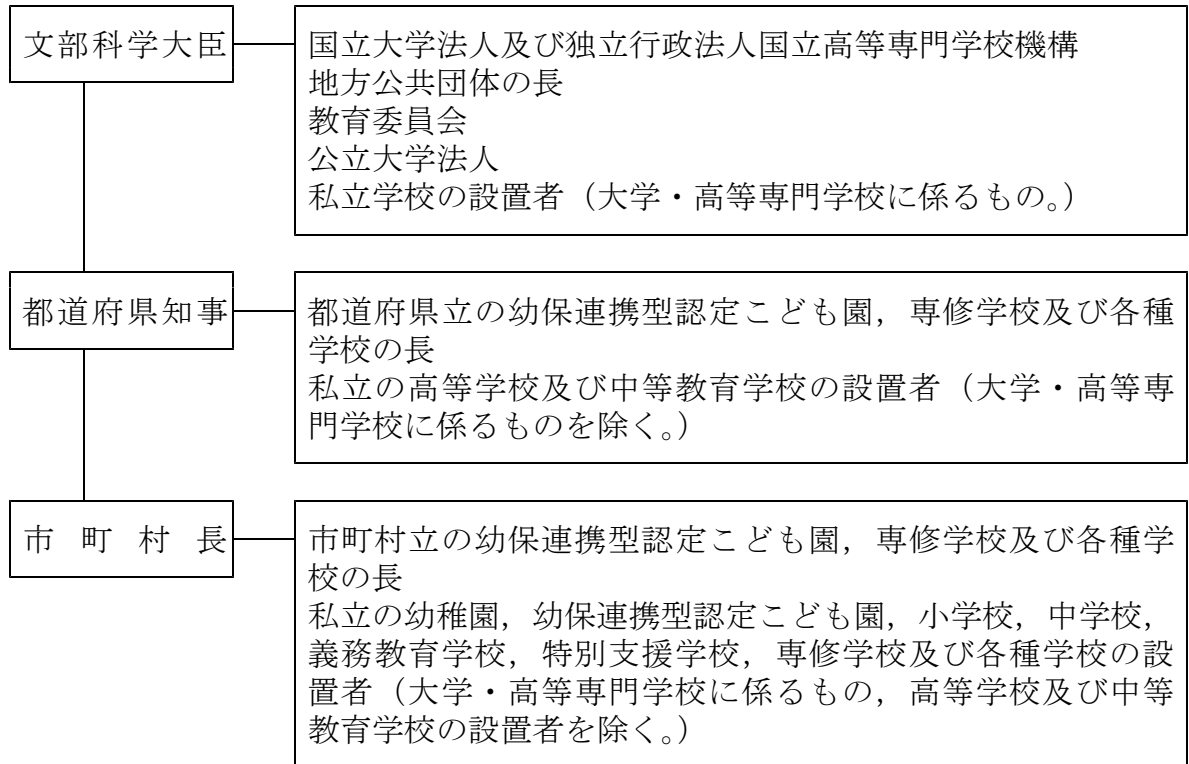 文部科学大臣
国立大学法人及び独立行政法人国立高等専門学校機構
地方公共団体の長
教育委員会
公立大学法人
私立学校の設置者（大学・高等専門学校に係るもの。）
都道府県知事
都道府県立の幼保連携型認定こども園，専修学校及び各種
学校の長
私立の高等学校及び中等教育学校の設置者（大学・高等専
門学校に係るものを除く。）
市町村長
市町村立の幼保連携型認定こども園，専修学校及び各種学
校の長
私立の幼稚園，幼保連携型認定こども園，小学校，中学校，
義務教育学校，特別支援学校，専修学校及び各種学校の設
置者（大学・高等専門学校に係るもの，高等学校及び中等
教育学校の設置者を除く。）